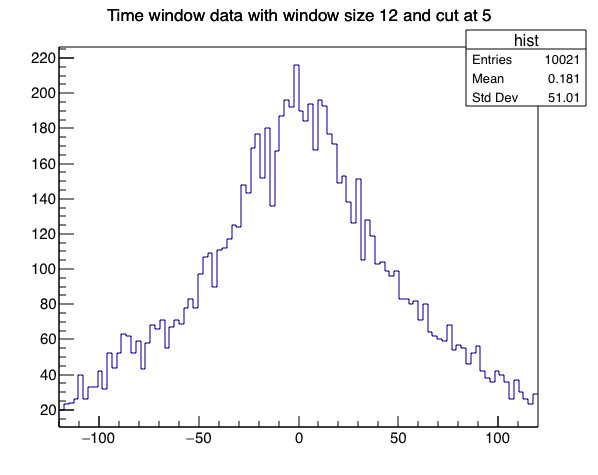 Time window data with window size 12 and cut at 5
hist
Entries 10021
Mean 0.181
Std Dev 51.01
220
200
180
160
140
120
100
80
60
40
20
−100 −50 0 50 100